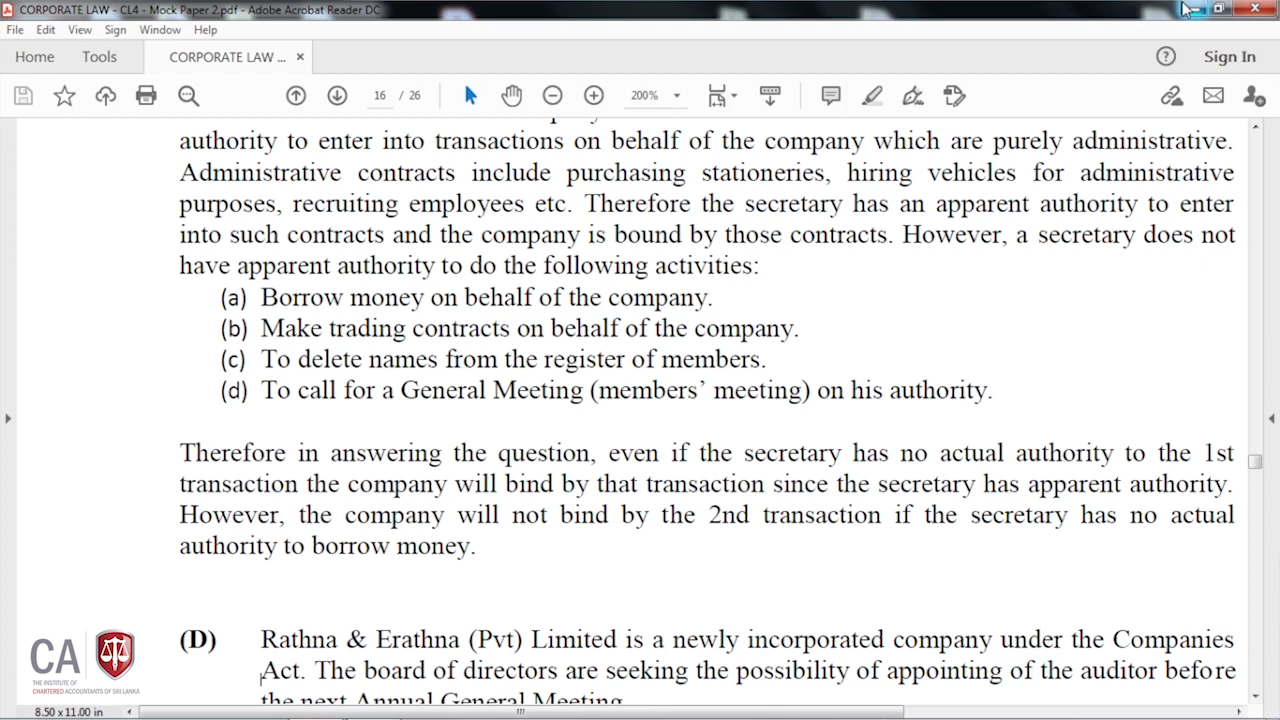 CORPORATE LAW - CL4 - Mock Paper 2.pdf - Adobe Acrobat Reader DC
File Edit View Sign Window Help
Home Tools CORPORATE LAW ... × Sign In
16 / 26 200%
authority to enter into transactions on behalf of the company which are purely administrative.
Administrative contracts include purchasing stationeries, hiring vehicles for administrative
purposes, recruiting employees etc. Therefore the secretary has an apparent authority to enter
into such contracts and the company is bound by those contracts. However, a secretary does not
have apparent authority to do the following activities:
(a) Borrow money on behalf of the company.
(b) Make trading contracts on behalf of the company.
(c) To delete names from the register of members.
(d) To call for a General Meeting (members’ meeting) on his authority.
Therefore in answering the question, even if the secretary has no actual authority to the 1st
transaction the company will bind by that transaction since the secretary has apparent authority.
However, the company will not bind by the 2nd transaction if the secretary has no actual
authority to borrow money.
(D) Rathna & Erathna (Pvt) Limited is a newly incorporated company under the Companies
Act. The board of directors are seeking the possibility of appointing of the auditor before
the next Annual General Meeting.
CA
THE INSTITUTE OF
CHARTERED ACCOUNTANTS OF SRI LANKA
8.50 x 11.00 in